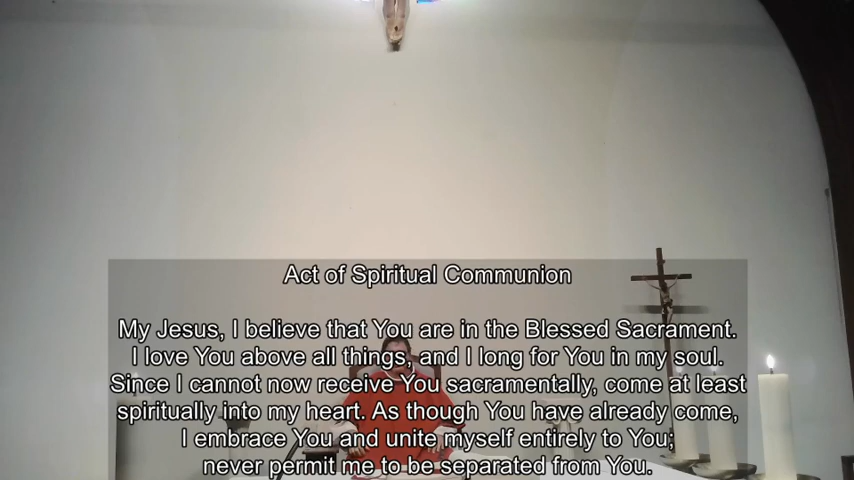 Act of Spiritual Communion
My Jesus, I believe that You are in the Blessed Sacrament.
I love You above all things, and I long for You in my soul.
Since I cannot now receive You sacramentally, come at least
spiritually into my heart. As though You have already come,
I embrace You and unite myself entirely to You;
never permit me to be separated from You.